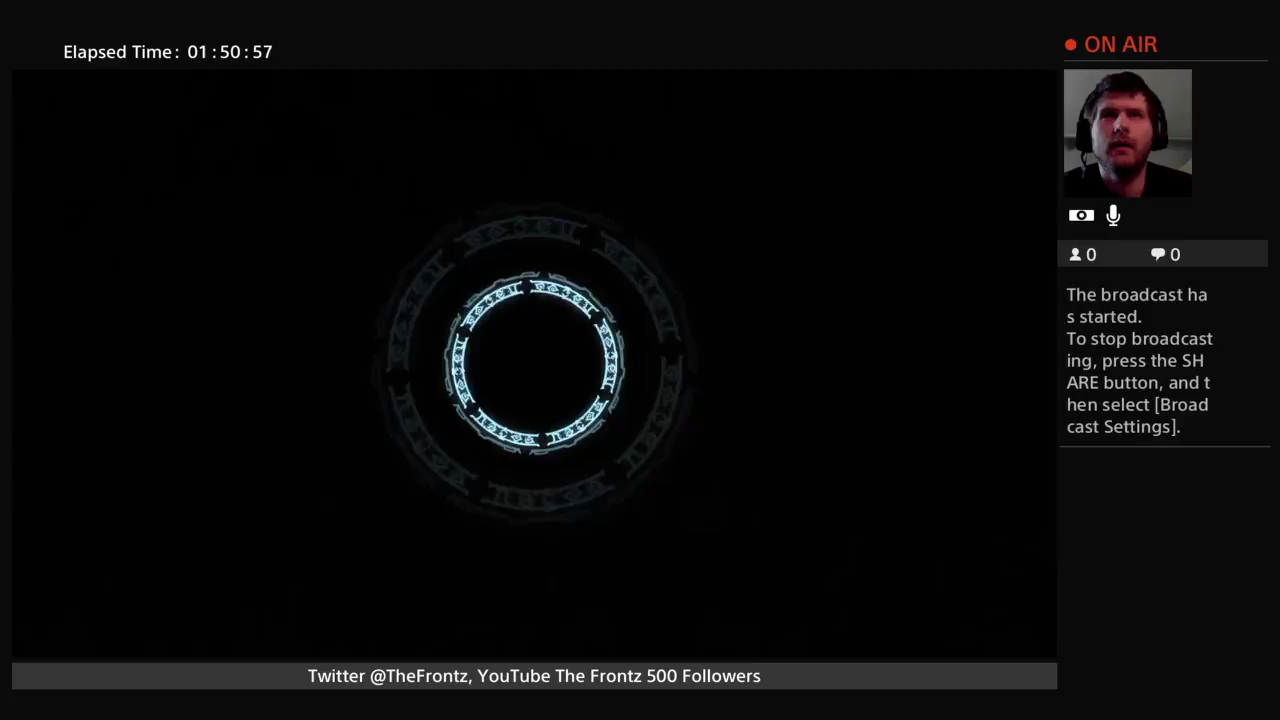 Elapsed Time: 01:50:57
ON AIR
0 0
The broadcast ha
s started.
To stop broadcast
ing, press the SH
ARE button, and t
hen select [Broad
cast Settings].
Twitter @TheFrontz, YouTube The Frontz 500 Followers